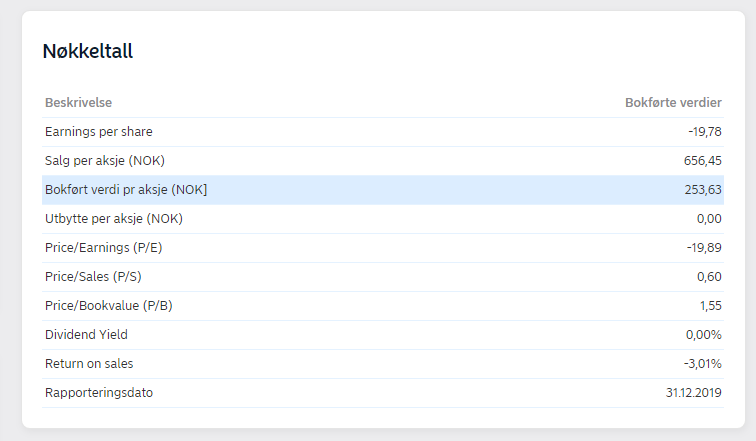 Nøkkeltall
Beskrivelse Bokførte verdier
Earnings per share -19,78
Salg per aksje (NOK) 656,45
Bokført verdi pr aksje (NOK] 253,63
Utbytte per aksje (NOK) 0,00
Price/Earnings (P/E) -19,89
Price/Sales (P/S) 0,60
Price/Bookvalue (P/B) 1,55
Dividend Yield 0,00%
Return on sales -3,01%
Rapporteringsdato 31.12.2019